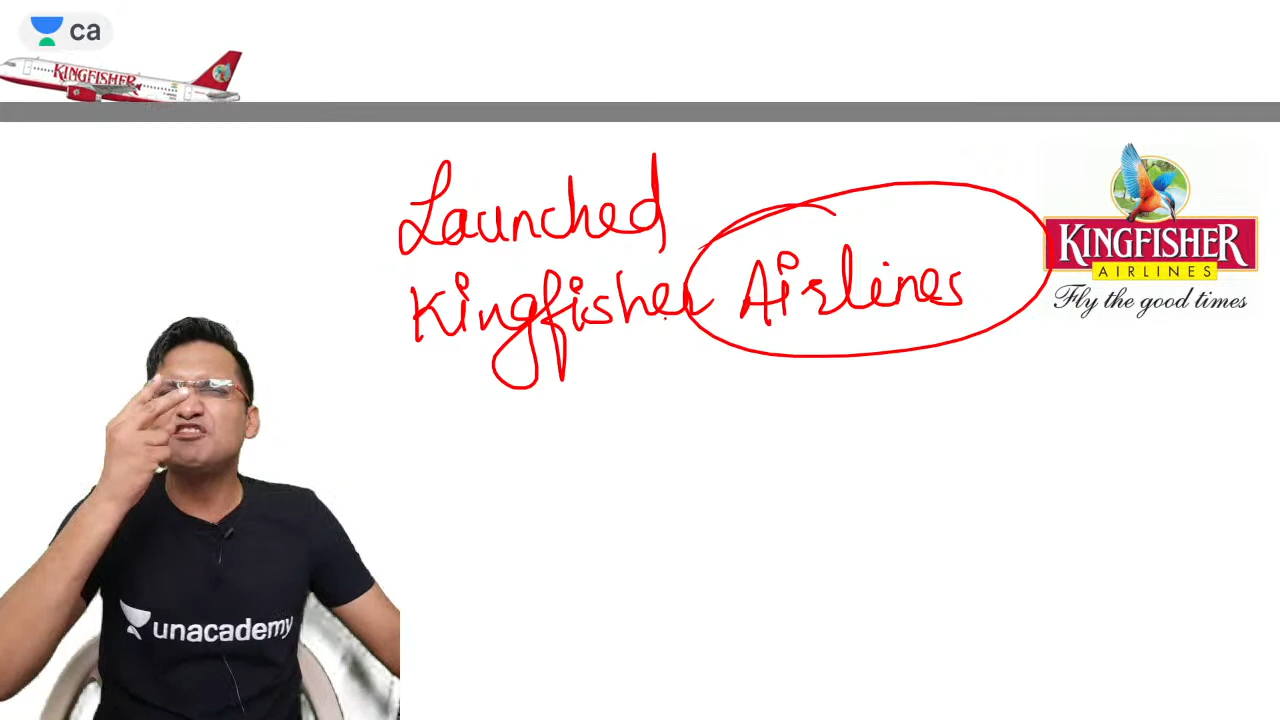 ca
KINGFISHER
Launched
Kingfisher Airlines
KINGFISHER
AIRLINES
Fly the good times
unacademy